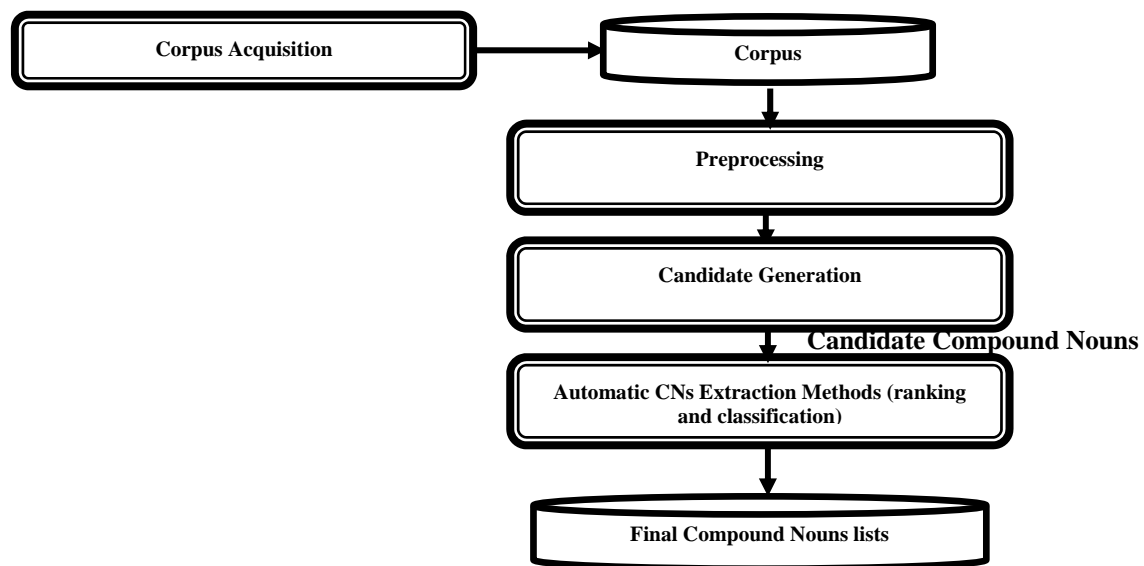 Corpus Acquisition
Corpus
Preprocessing
Candidate Generation
Candidate Compound Nouns
Automatic CNs Extraction Methods (ranking
and classification)
Final Compound Nouns lists